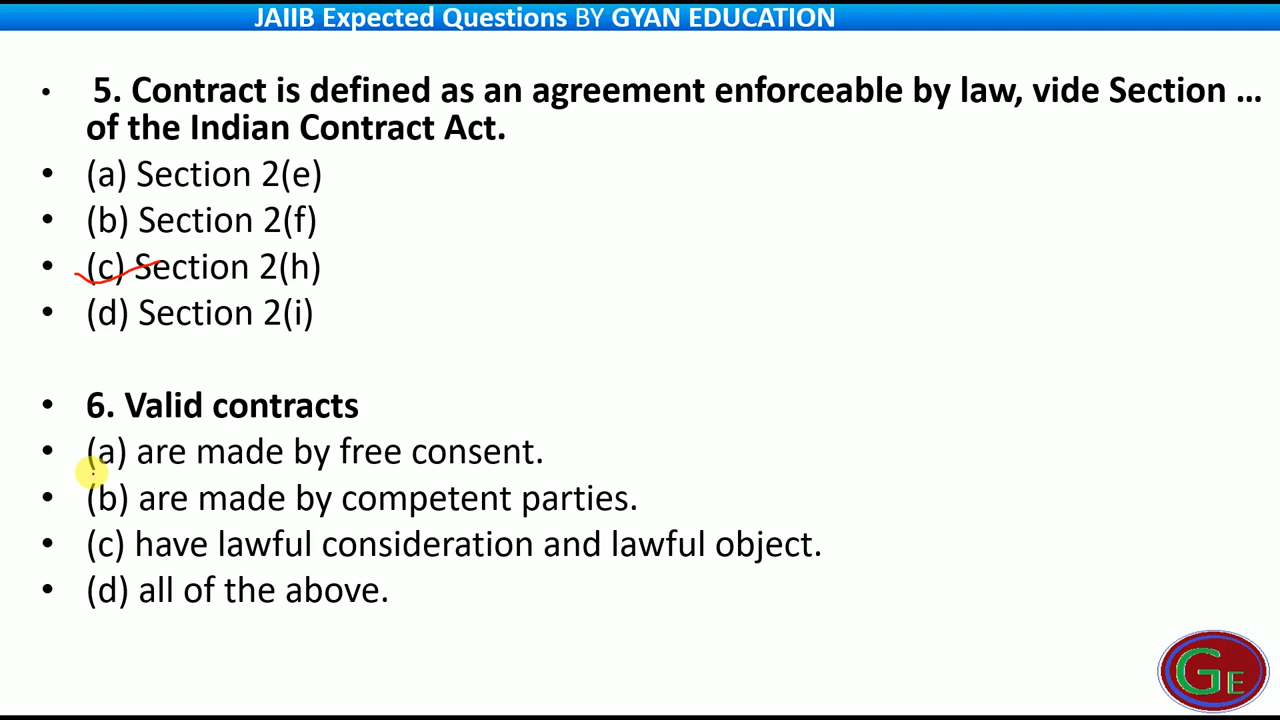 JAIIB Expected Questions BY GYAN EDUCATION
• 5. Contract is defined as an agreement enforceable by law, vide Section ...
of the Indian Contract Act.
• (a) Section 2(e)
• (b) Section 2(f)
• (c) Section 2(h)
• (d) Section 2(i)
• 6. Valid contracts
• (a) are made by free consent.
• (b) are made by competent parties.
• (c) have lawful consideration and lawful object.
• (d) all of the above.
GE